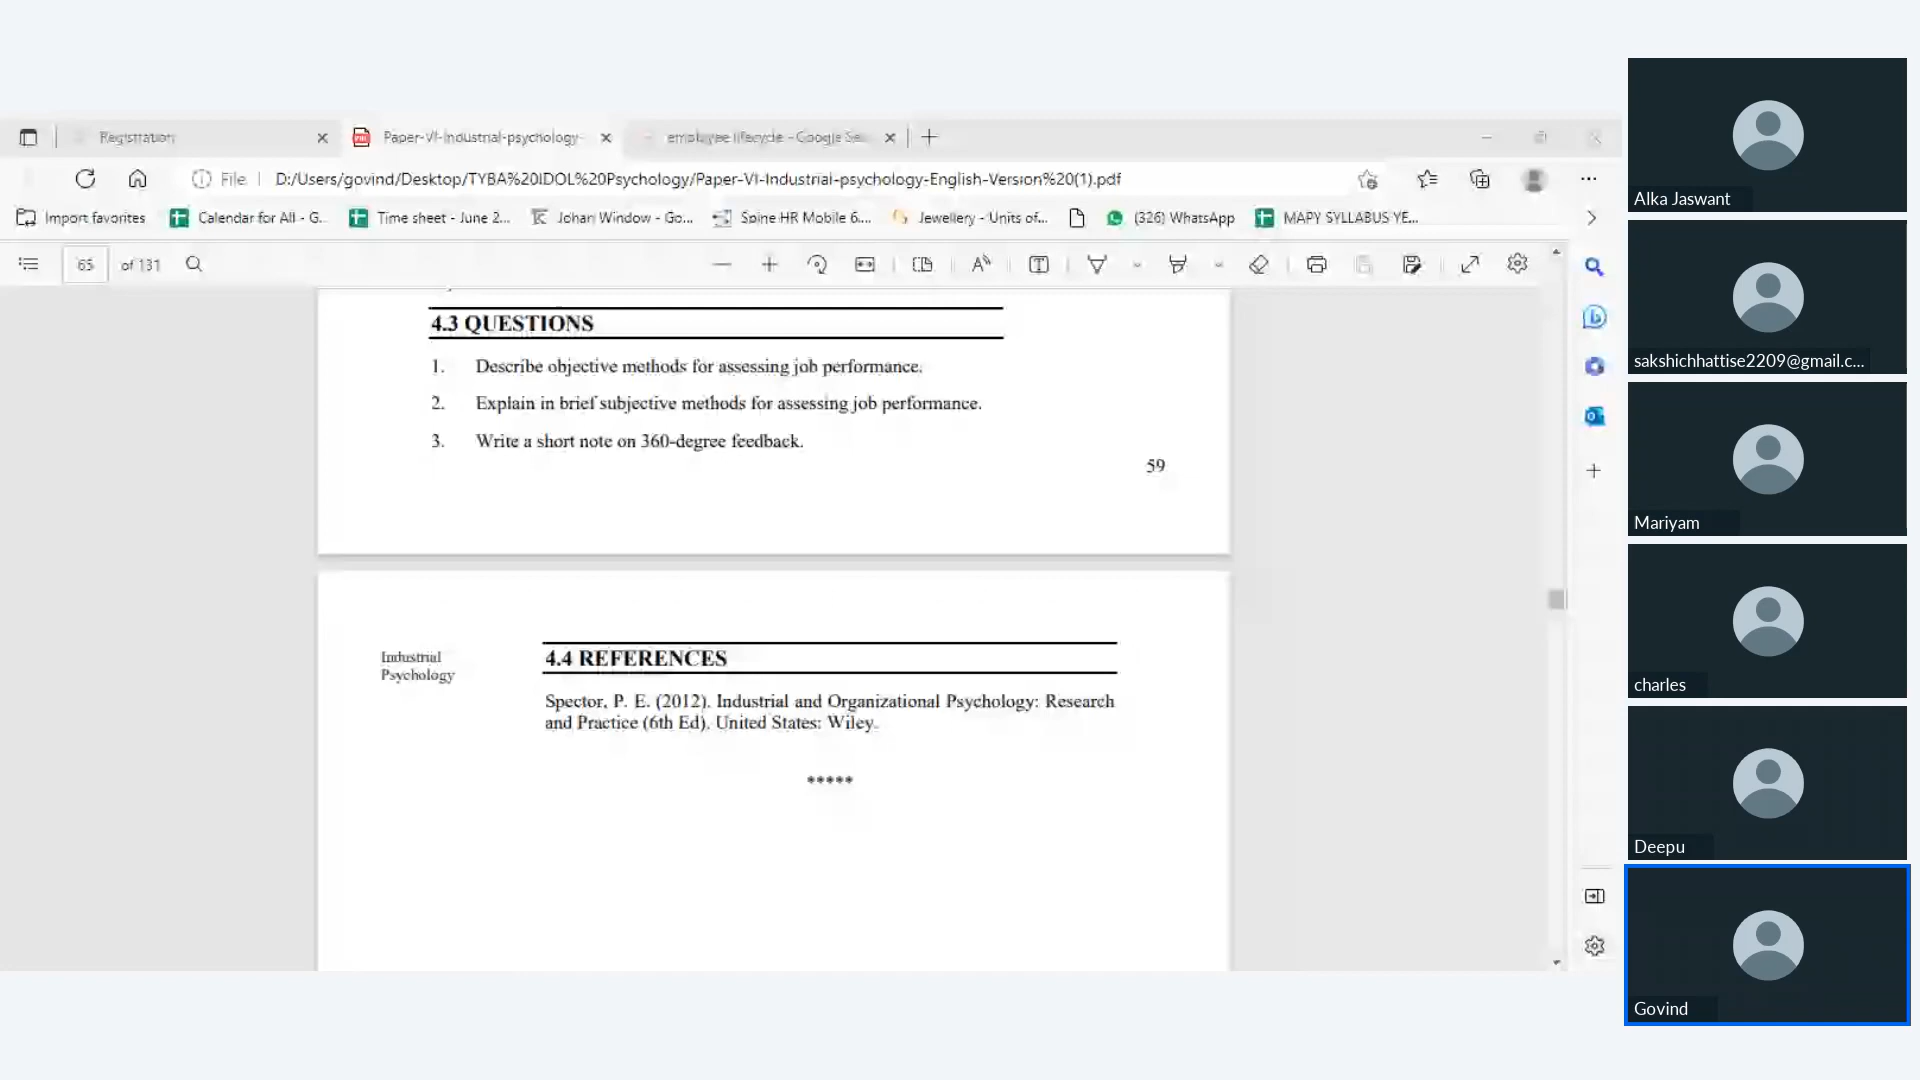 Registration
Paper-VI-Industrial-psychology-
employee lifecycle - Google Se
File
D:/Users/govind/Desktop/TYBA%20IDOL%20Psychology/Paper-VI-Industrial-psychology-English-Version%20(1).pdf
Import favorites
Calendar for All - G...
Time sheet - June 2...
Johari Window - Go...
Spine HR Mobile 6....
Jewellery - Units of...
(326) WhatsApp
MAPY SYLLABUS YE...
65 of 131
4.3 QUESTIONS
1. Describe objective methods for assessing job performance.
2. Explain in brief subjective methods for assessing job performance.
3. Write a short note on 360-degree feedback.
59
Industrial
Psychology
4.4 REFERENCES
Spector, P. E. (2012). Industrial and Organizational Psychology: Research
and Practice (6th Ed). United States: Wiley.
*****
Alka Jaswant
sakshichhattise2209@gmail.c...
Mariyam
charles
Deepu
Govind